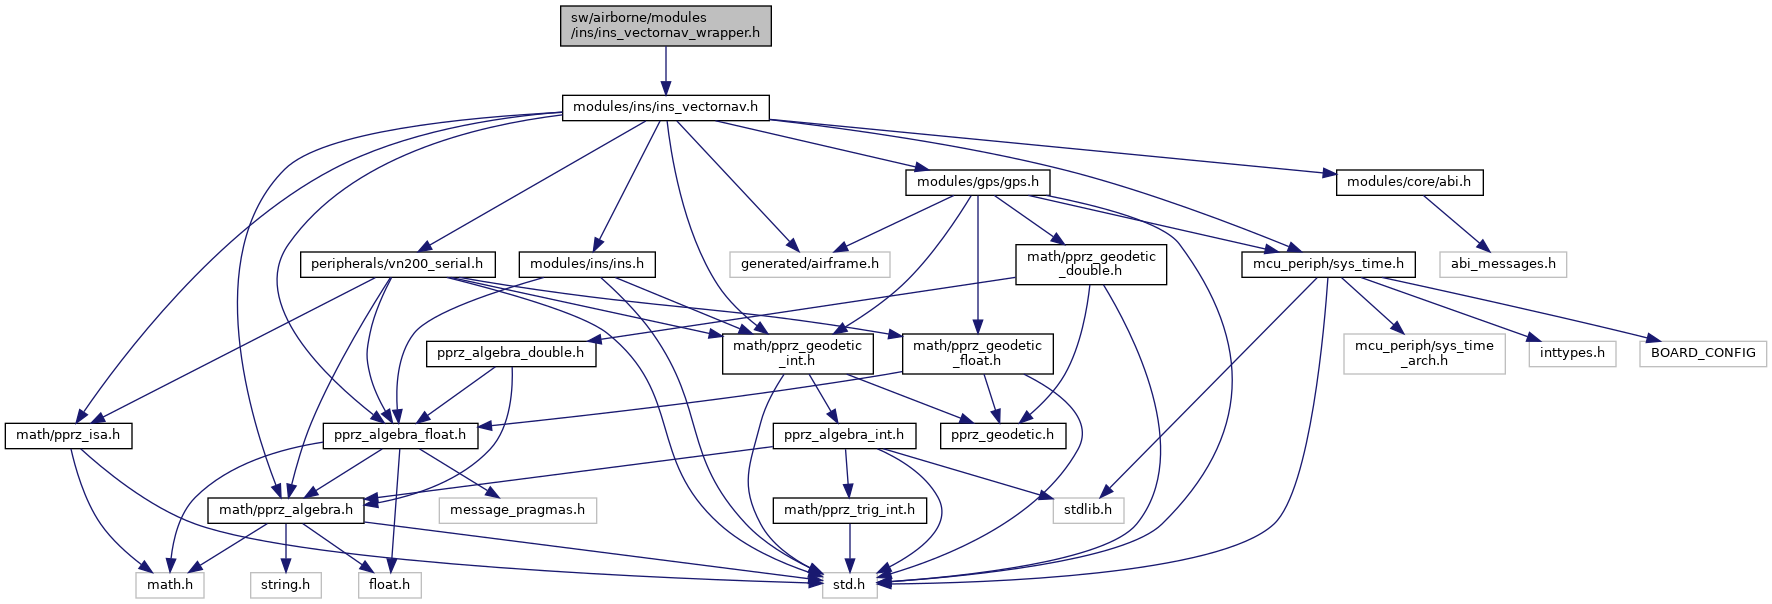 sw/airborne/modules
/ins/ins_vectornav_wrapper.h
modules/ins/ins_vectornav.h
modules/gps/gps.h
modules/core/abi.h
peripherals/vn200_serial.h
modules/ins/ins.h
generated/airframe.h
math/pprz_geodetic
_double.h
mcu_periph/sys_time.h
abi_messages.h
pprz_algebra_double.h
math/pprz_geodetic
_int.h
math/pprz_geodetic
_float.h
mcu_periph/sys_time
_arch.h
inttypes.h
BOARD_CONFIG
math/pprz_isa.h
pprz_algebra_float.h
pprz_algebra_int.h
pprz_geodetic.h
math/pprz_algebra.h
message_pragmas.h
math/pprz_trig_int.h
stdlib.h
math.h
string.h
float.h
std.h